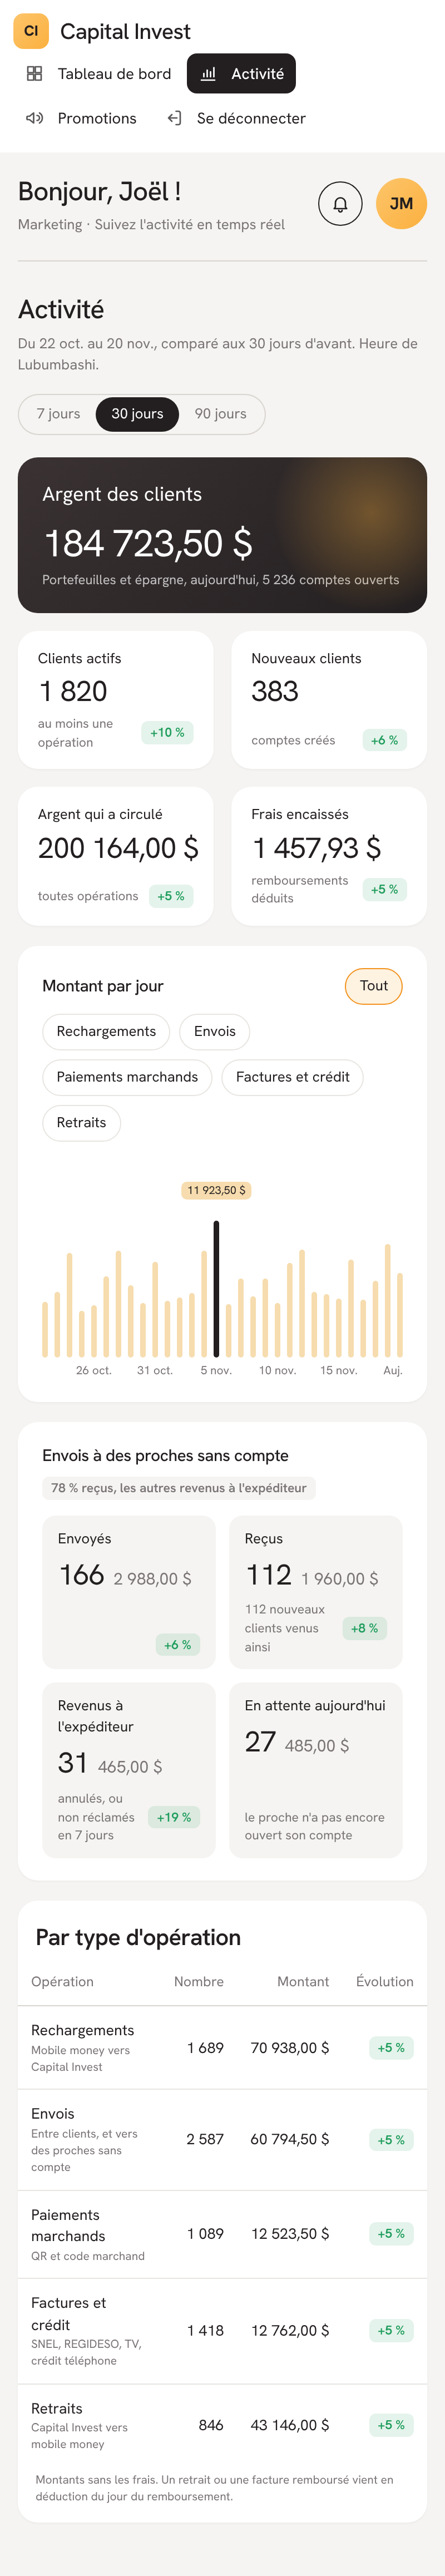 CI Capital Invest
Tableau de bord
Activité
Promotions
Se déconnecter
Bonjour, Joël !
Marketing · Suivez l'activité en temps réel
JM
Activité
Du 22 oct. au 20 nov., comparé aux 30 jours d'avant. Heure de
Lubumbashi.
7 jours
30 jours
90 jours
Argent des clients
184 723,50 $
Portefeuilles et épargne, aujourd'hui, 5 236 comptes ouverts
Clients actifs
1 820
au moins une
opération
+10 %
Nouveaux clients
383
comptes créés
+6 %
Argent qui a circulé
200 164,00 $
toutes opérations
+5 %
Frais encaissés
1 457,93 $
remboursements
déduits
+5 %
Montant par jour
Tout
Rechargements
Envois
Paiements marchands
Factures et crédit
Retraits
11 923,50 $
26 oct.
31 oct.
5 nov.
10 nov.
15 nov.
Auj.
Envois à des proches sans compte
78 % reçus, les autres revenus à l'expéditeur
Envoyés
166 2 988,00 $
+6 %
Reçus
112 1 960,00 $
112 nouveaux
clients venus
ainsi
+8 %
Revenus à
l'expéditeur
31 465,00 $
annulés, ou
non réclamés
en 7 jours
+19 %
En attente aujourd'hui
27 485,00 $
le proche n'a pas encore
ouvert son compte
Par type d'opération
Opération Nombre Montant Évolution
Rechargements
Mobile money vers
Capital Invest
1 689 70 938,00 $ +5 %
Envois
Entre clients, et vers
des proches sans
compte
2 587 60 794,50 $ +5 %
Paiements
marchands
QR et code marchand
1 089 12 523,50 $ +5 %
Factures et
crédit
SNEL, REGIDESO, TV,
crédit téléphone
1 418 12 762,00 $ +5 %
Retraits
Capital Invest vers
mobile money
846 43 146,00 $ +5 %
Montants sans les frais. Un retrait ou une facture remboursé vient en
déduction du jour du remboursement.